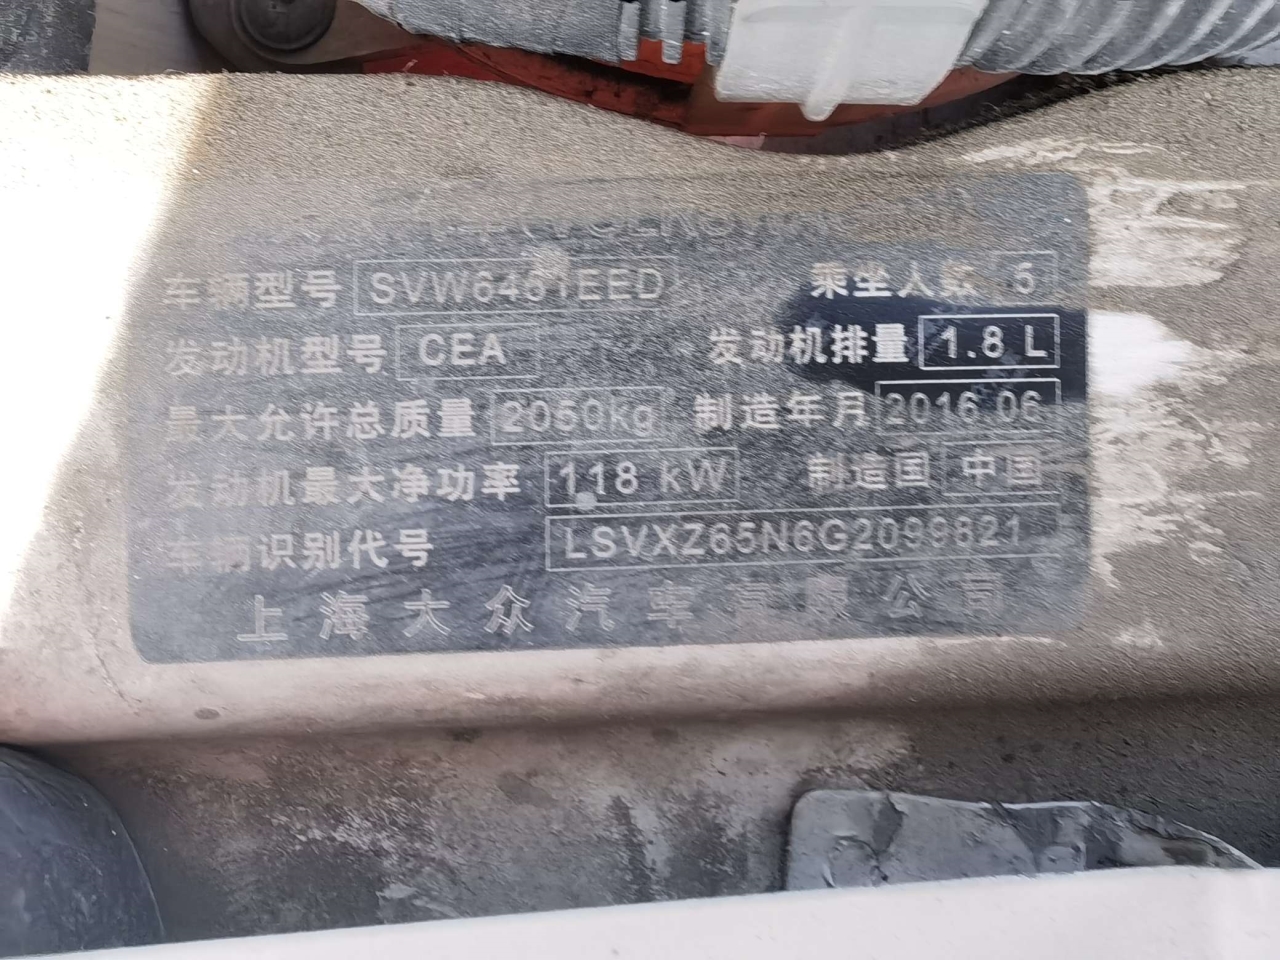 车辆型号 SVW6451EED 乘坐人数 5
发动机型号 CEA 发动机排量 1.8 L
最大允许总质量 2050kg 制造年月 2016.06
发动机最大净功率 118 kW 制造国 中国
车辆识别代号 LSVXZ65N6G2099821
上海大众汽车有限公司